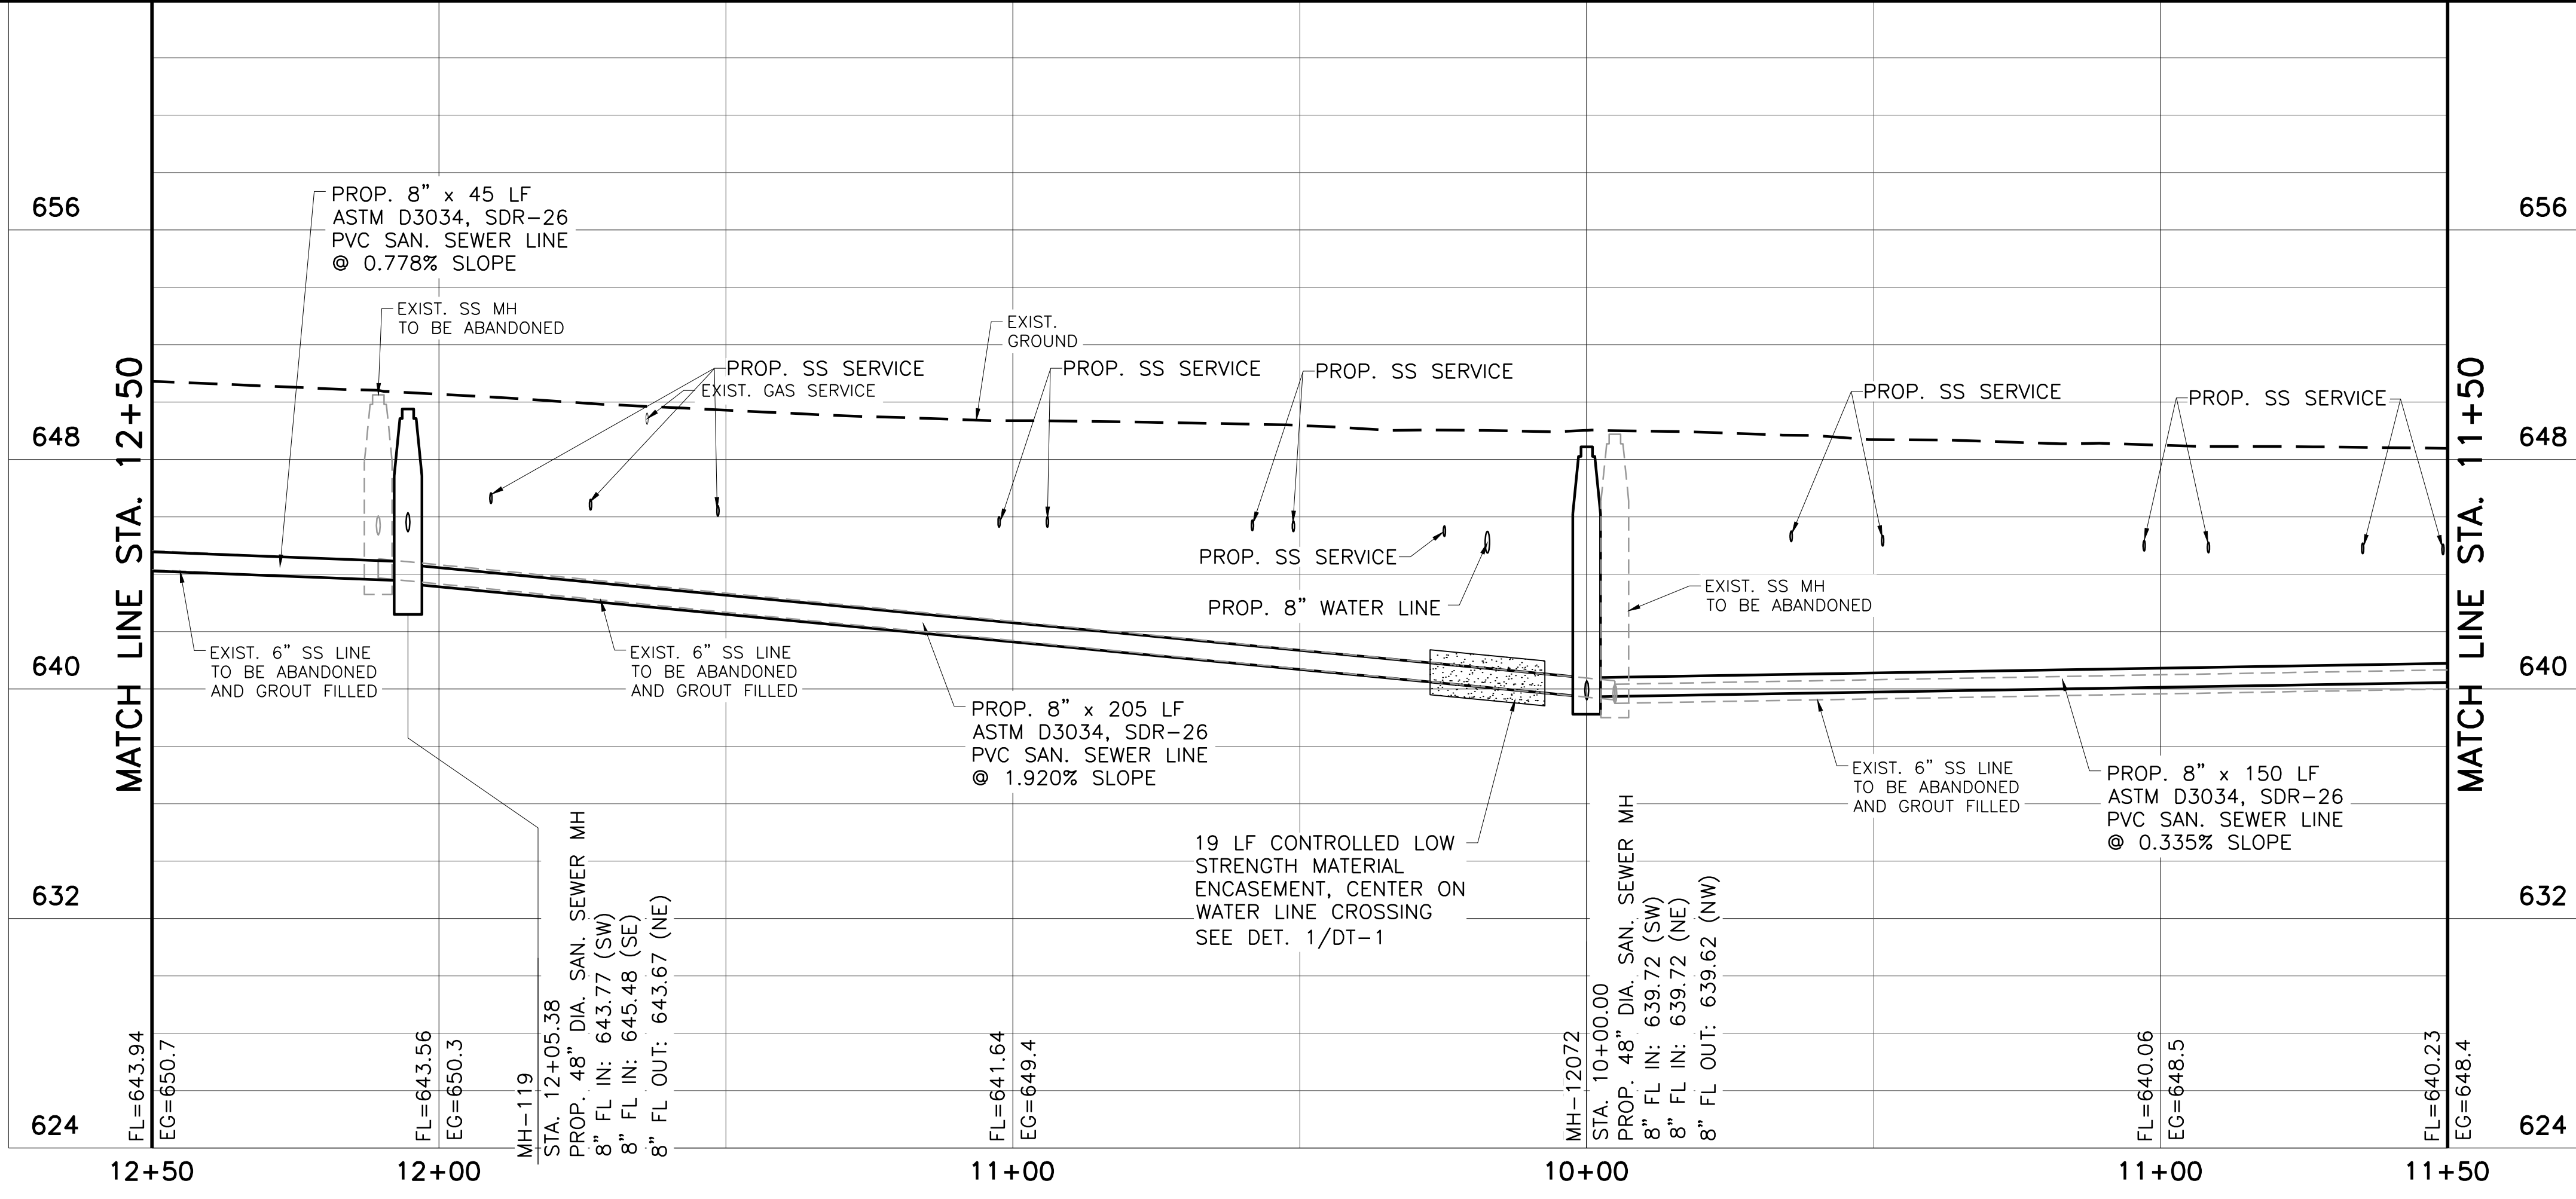 PROP. 8" x 45 LF
ASTM D3034, SDR-26
PVC SAN. SEWER LINE
@ 0.778% SLOPE
EXIST. SS MH
TO BE ABANDONED
EXIST.
GROUND
PROP. SS SERVICE
EXIST. GAS SERVICE
PROP. SS SERVICE
PROP. SS SERVICE
PROP. SS SERVICE
PROP. SS SERVICE
656
648
640
632
624
MATCH LINE STA. 12+50
656
648
640
632
624
MATCH LINE STA. 11+50
PROP. SS SERVICE
PROP. 8" WATER LINE
EXIST. SS MH
TO BE ABANDONED
EXIST. 6" SS LINE
TO BE ABANDONED
AND GROUT FILLED
EXIST. 6" SS LINE
TO BE ABANDONED
AND GROUT FILLED
PROP. 8" x 205 LF
ASTM D3034, SDR-26
PVC SAN. SEWER LINE
@ 1.920% SLOPE
EXIST. 6" SS LINE
TO BE ABANDONED
AND GROUT FILLED
PROP. 8" x 150 LF
ASTM D3034, SDR-26
PVC SAN. SEWER LINE
@ 0.335% SLOPE
19 LF CONTROLLED LOW
STRENGTH MATERIAL
ENCASEMENT, CENTER ON
WATER LINE CROSSING
SEE DET. 1/DT-1
FL=643.94
EG=650.7
FL=643.56
EG=650.3
MH-119
STA. 12+05.38
PROP. 48" DIA. SAN. SEWER MH
8" FL IN: 643.77 (SW)
8" FL IN: 645.48 (SE)
8" FL OUT: 643.67 (NE)
FL=641.64
EG=649.4
MH-12072
STA. 10+00.00
PROP. 48" DIA. SAN. SEWER MH
8" FL IN: 639.72 (SW)
8" FL IN: 639.72 (NE)
8" FL OUT: 639.62 (NW)
FL=640.06
EG=648.5
FL=640.23
EG=648.4
12+50
12+00
11+00
10+00
11+00
11+50